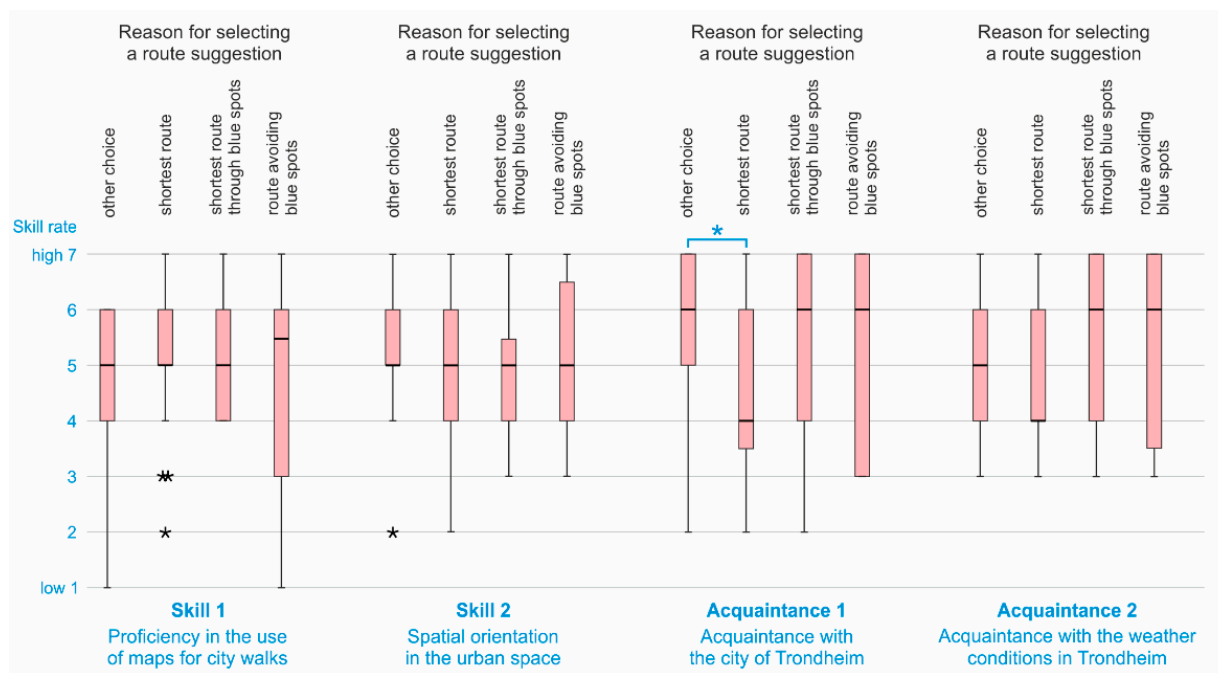 Reason for selecting
a route suggestion
Reason for selecting
a route suggestion
Reason for selecting
a route suggestion
Reason for selecting
a route suggestion
other choice
shortest route
shortest route
through blue spots
route avoiding
blue spots
other choice
shortest route
shortest route
through blue spots
route avoiding
blue spots
other choice
shortest route
shortest route
through blue spots
route avoiding
blue spots
other choice
shortest route
shortest route
through blue spots
route avoiding
blue spots
Skill rate
high 7
6
5
4
3
2
low 1
*
**
*
*
Skill 1
Proficiency in the use
of maps for city walks
Skill 2
Spatial orientation
in the urban space
Acquaintance 1
Acquaintance with
the city of Trondheim
Acquaintance 2
Acquaintance with the weather
conditions in Trondheim